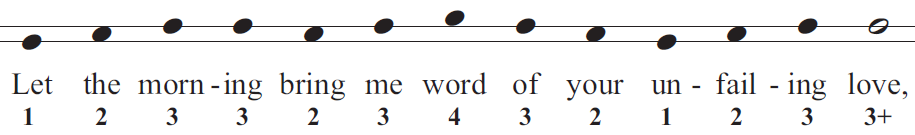 Let the morn - ing bring me word of your un - fail - ing love,
1 2 3 3 2 3 4 3 2 1 2 3 3+